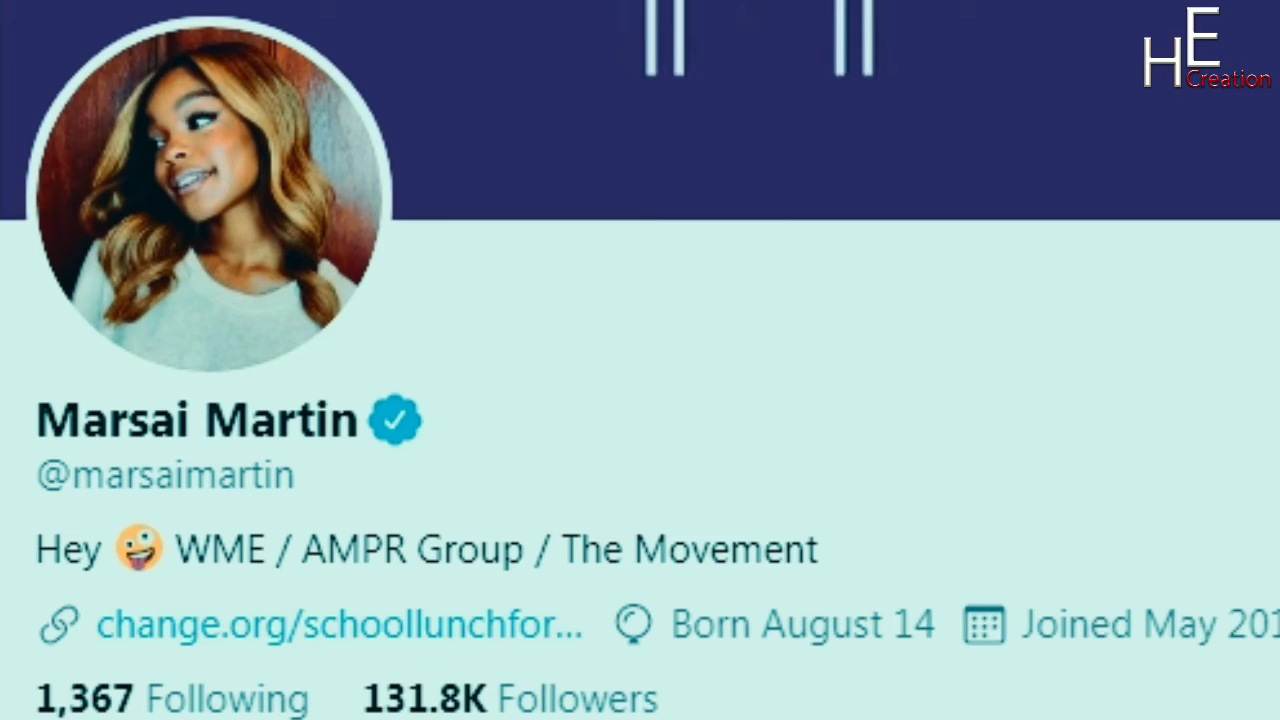 HE
Creation
Marsai Martin
@marsaimartin
Hey 🤪 WME / AMPR Group / The Movement
change.org/schoollunchfor... Born August 14 Joined May 201
1,367 Following 131.8K Followers